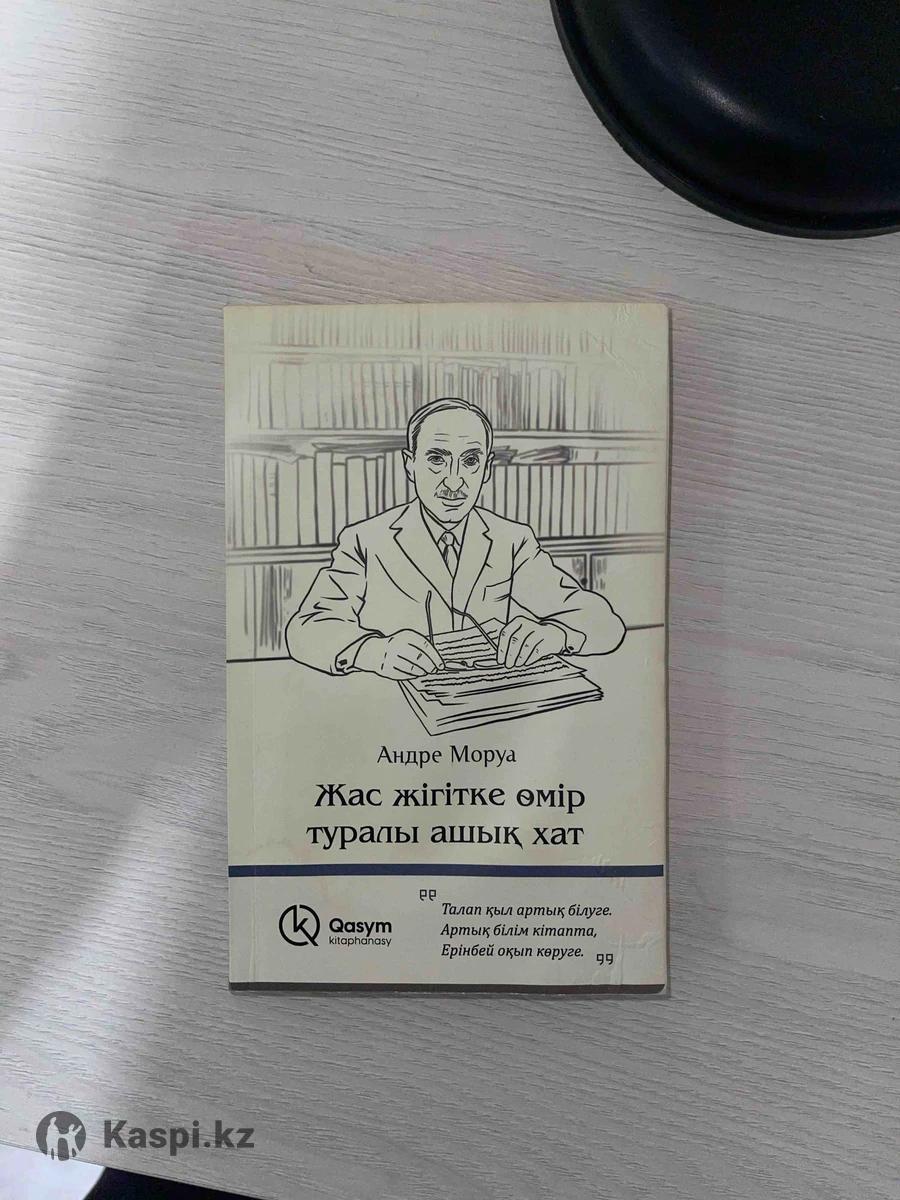 Андре Моруа
Жас жігітке өмір
туралы ашық хат
Qasym
kitaphanasy
Талап қыл артық білуге.
Артық білім кітапта,
Ерінбей оқып көруге.
Kaspi.kz